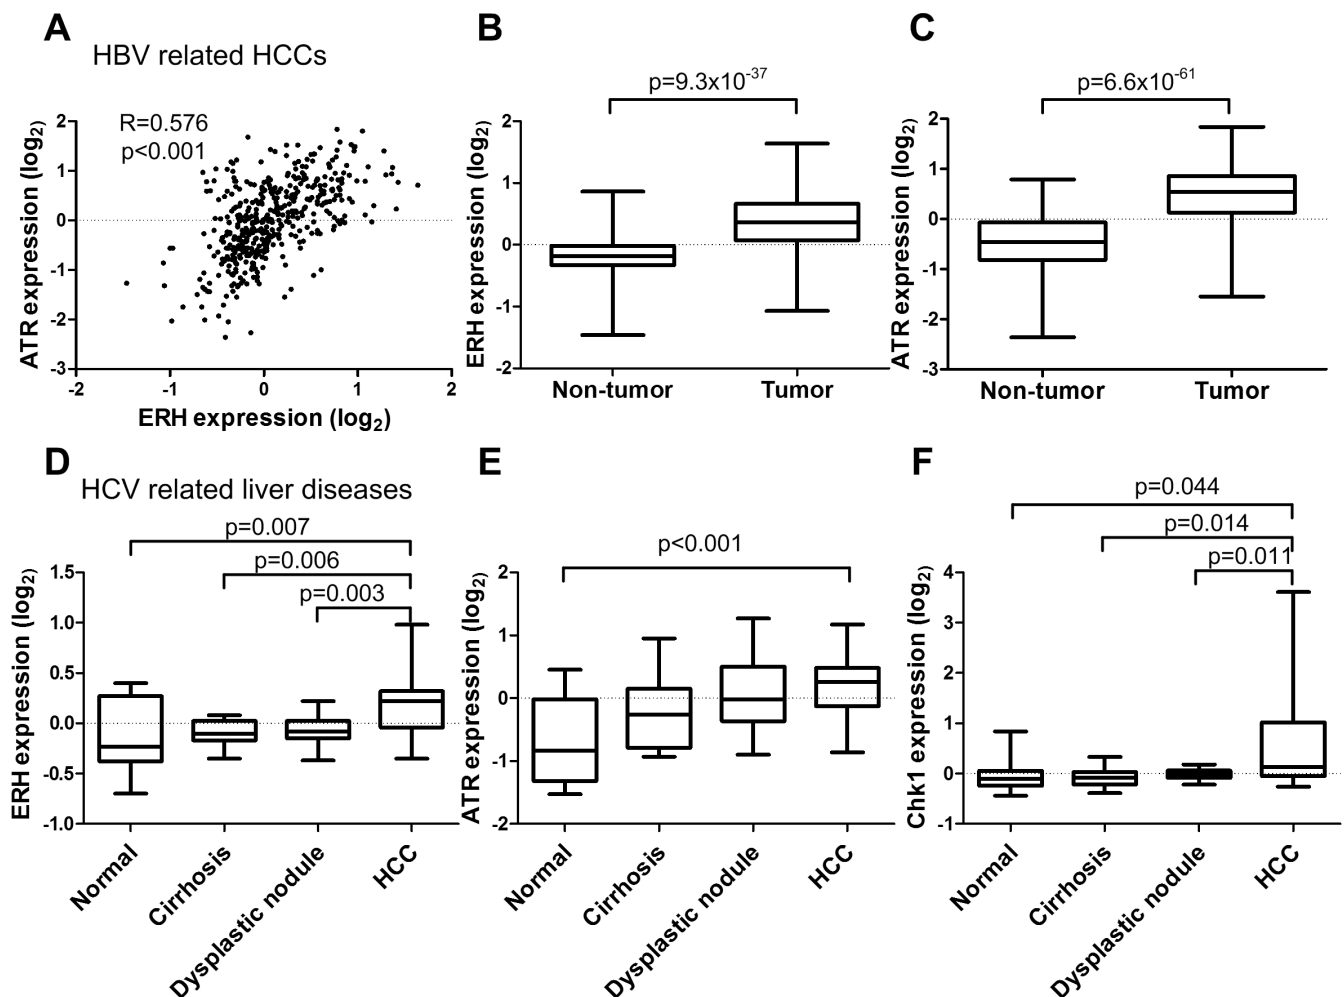 A
HBV related HCCs
R=0.576
p<0.001
ATR expression (log2)
2
1
0
-1
-2
-3
-2 -1 0 1 2
ERH expression (log2)
B
p=9.3x10-37
ERH expression (log2)
2
1
0
-1
-2
Non-tumor Tumor
C
p=6.6x10-61
ATR expression (log2)
2
1
0
-1
-2
-3
Non-tumor Tumor
D
HCV related liver diseases
p=0.007
p=0.006
p=0.003
ERH expression (log2)
1.5
1.0
0.5
0.0
-0.5
-1.0
Normal
Cirrhosis
Dysplastic nodule
HCC
E
p<0.001
ATR expression (log2)
2
1
0
-1
-2
Normal
Cirrhosis
Dysplastic nodule
HCC
F
p=0.044
p=0.014
p=0.011
Chk1 expression (log2)
4
3
2
1
0
-1
Normal
Cirrhosis
Dysplastic nodule
HCC